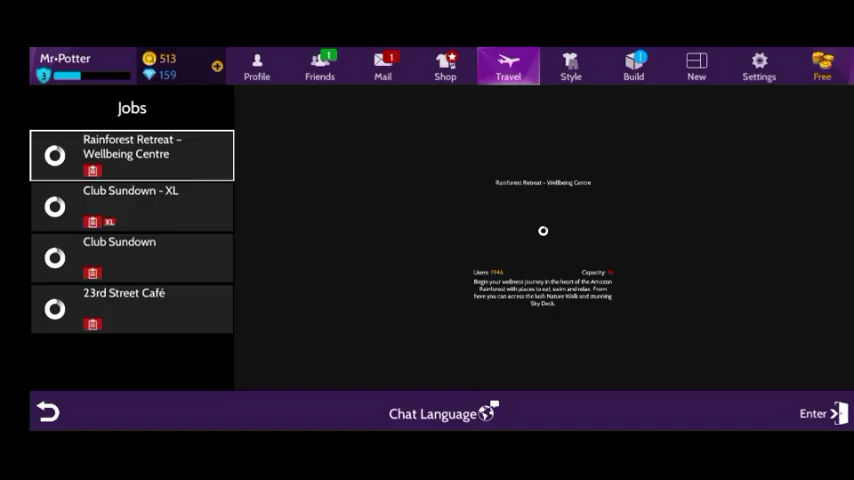 Mr•Potter
3
513
159
Profile
1
Friends
1
Mail
Shop
Travel
Style
Build
New
Settings
Free
Jobs
Rainforest Retreat -
Wellbeing Centre
Club Sundown - XL
XL
Club Sundown
23rd Street Café
Rainforest Retreat - Wellbeing Centre
Users: 1946
Capacity:
Begin your wellness journey in the heart of the Amazon
Rainforest with places to eat, swim and relax. From
here you can access the lush Nature Walk and stunning
Sky Deck.
Chat Language
Enter